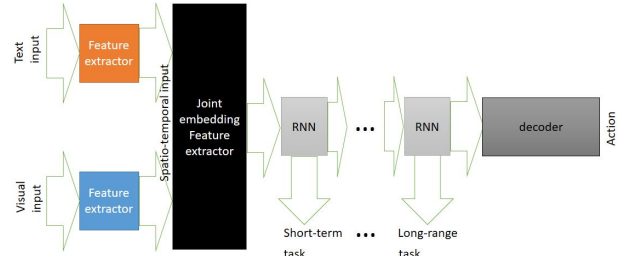 Text
input
Feature
extractor
Spatio-temporal input
Joint
embedding
Feature
extractor
Visual
input
Feature
extractor
RNN
...
RNN
decoder
Action
Short-term
task
...
Long-range
task